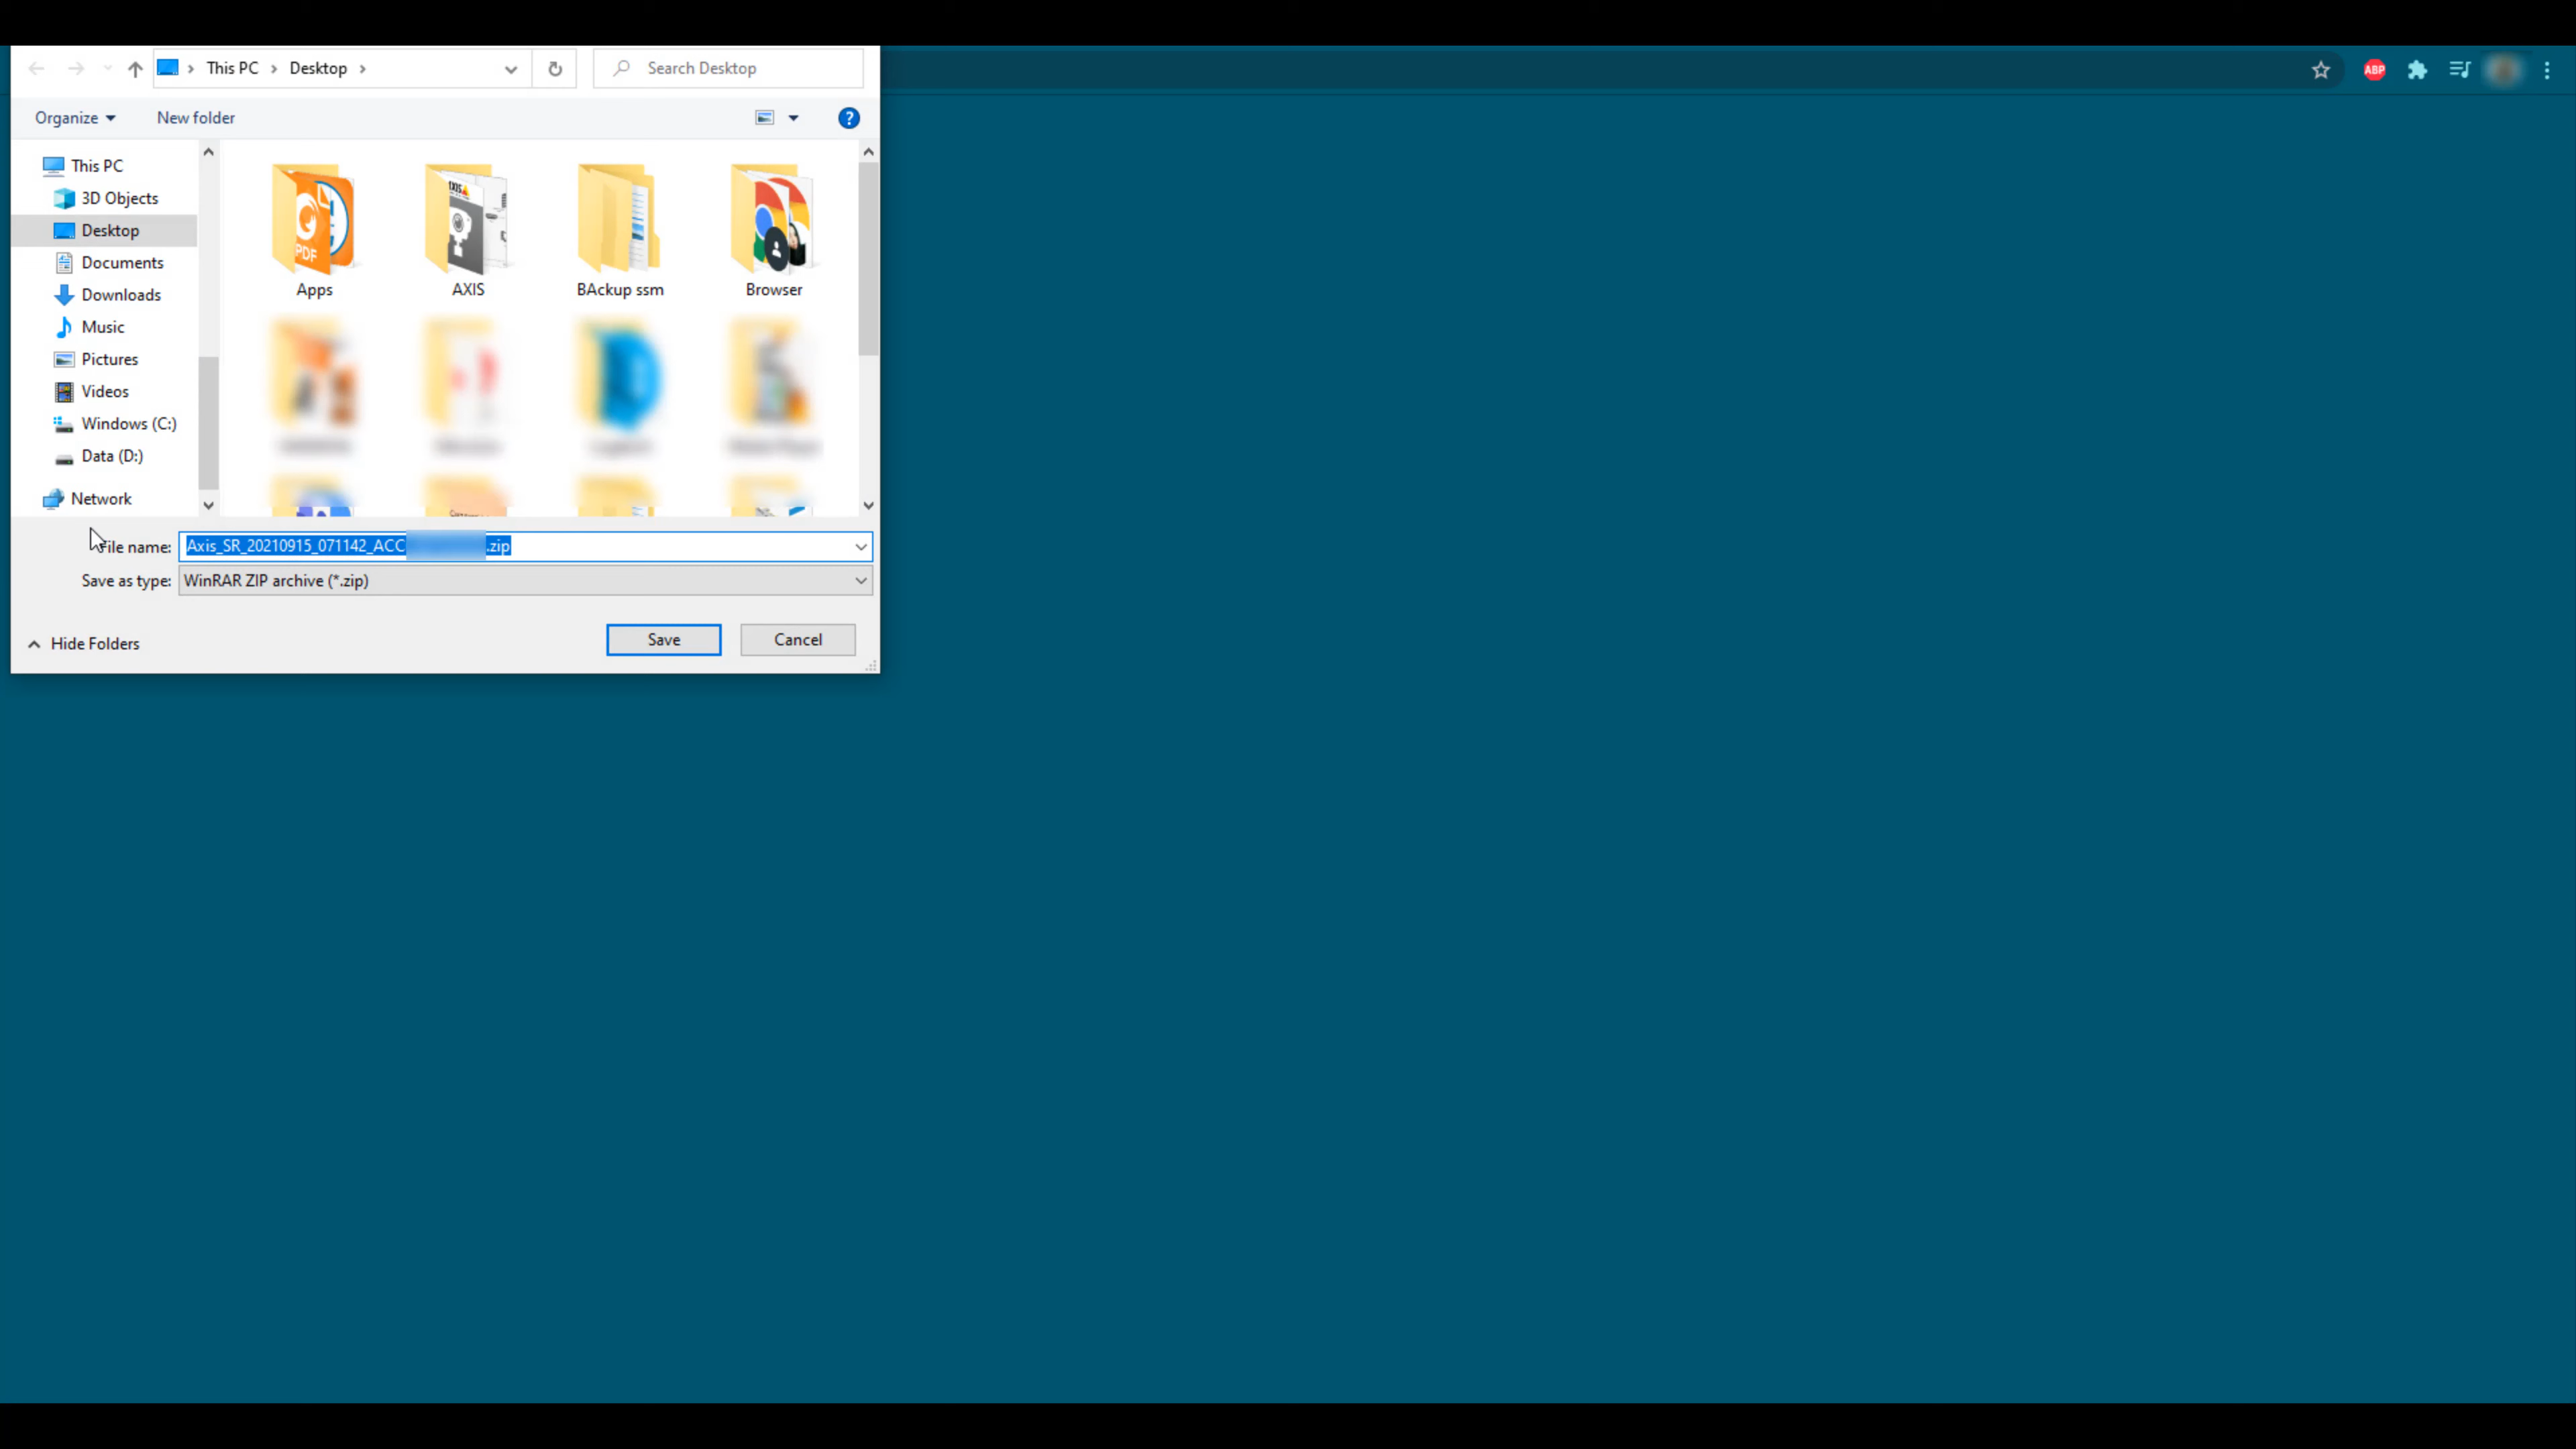 This PC > Desktop >
Search Desktop
ABP
Organize
New folder
?
This PC
3D Objects
Desktop
Documents
Downloads
Music
Pictures
Videos
Windows (C:)
Data (D:)
Network
PDF
AXIS
Apps
AXIS
BAckup ssm
Browser
File name: Axis_SR_20210915_071142_ACC .zip
Save as type: WinRAR ZIP archive (*.zip)
Hide Folders
Save
Cancel